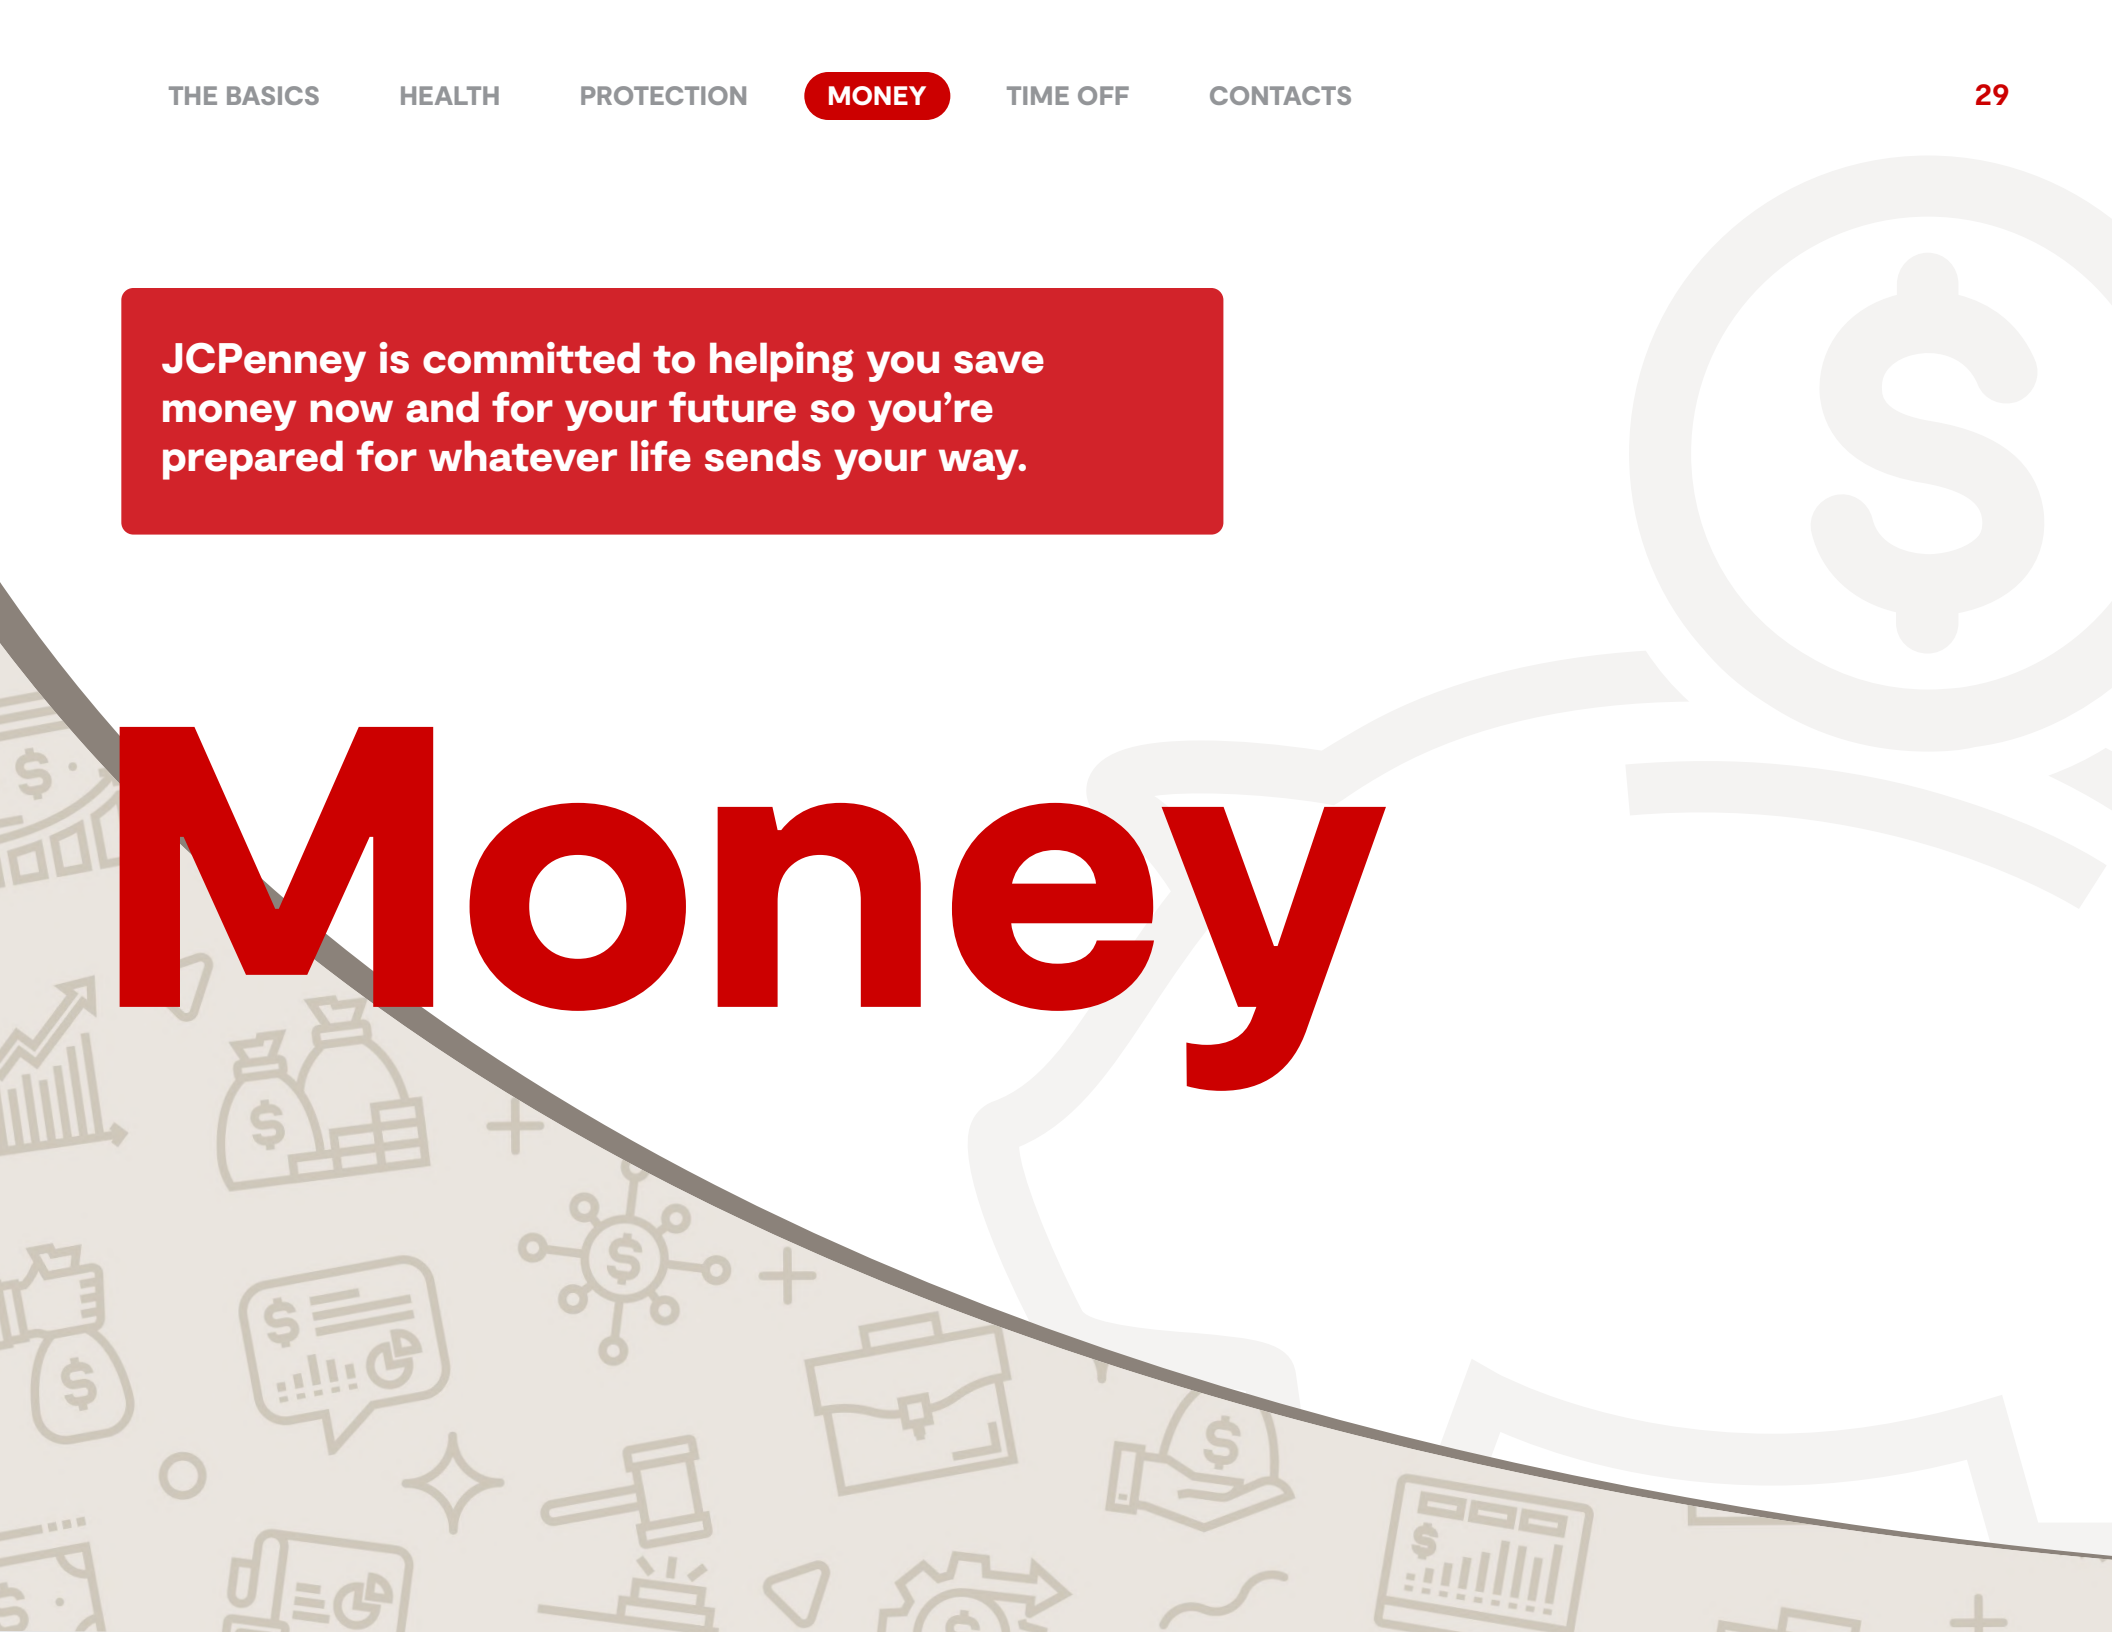 THE BASICS HEALTH PROTECTION MONEY TIME OFF CONTACTS 29
JCPenney is committed to helping you save
money now and for your future so you’re
prepared for whatever life sends your way.
Money